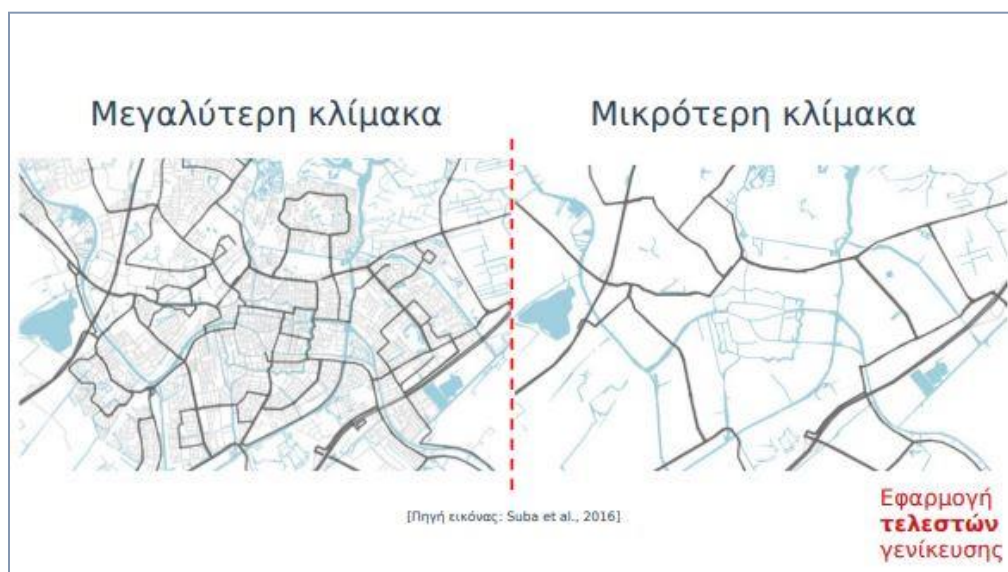 Μεγαλύτερη κλίμακα
Μικρότερη κλίμακα
[Πηγή εικόνας: Suba et al., 2016]
Εφαρμογή
τελεστών
γενίκευσης